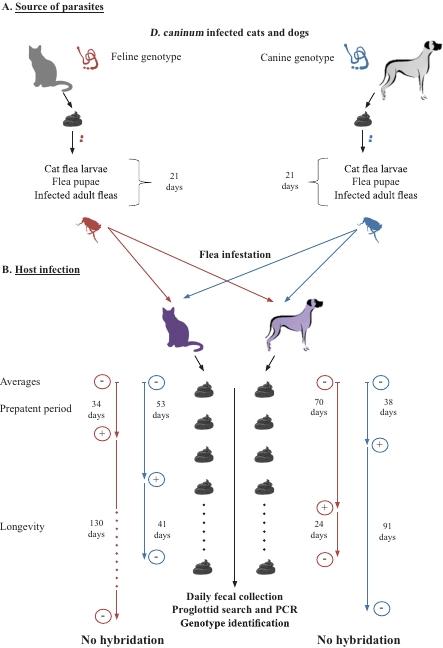 A. Source of parasites
D. caninum infected cats and dogs
Feline genotype
Canine genotype
Cat flea larvae
Flea pupae
Infected adult fleas
21
days
21
days
Cat flea larvae
Flea pupae
Infected adult fleas
Flea infestation
B. Host infection
Averages
-
-
-
-
Prepatent period
34
days
53
days
70
days
38
days
+
+
+
+
Longevity
130
days
41
days
24
days
91
days
-
-
-
-
Daily fecal collection
Proglottid search and PCR
Genotype identification
No hybridation
No hybridation